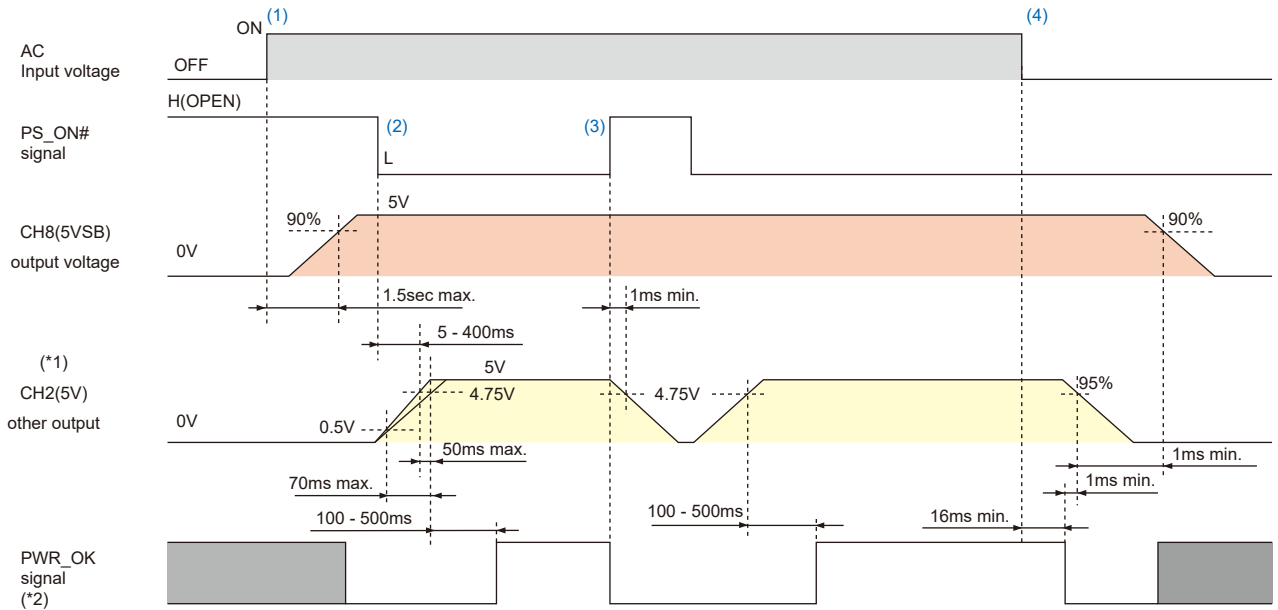 (1)
(4)
ON
AC
Input voltage
OFF
H(OPEN)
PS_ON#
signal
(2)
(3)
L
5V
90%
90%
CH8(5VSB)
output voltage
0V
1.5sec max.
1ms min.
5 - 400ms
(*1)
CH2(5V)
other output
0V
5V
4.75V
4.75V
95%
0.5V
50ms max.
1ms min.
70ms max.
1ms min.
100 - 500ms
100 - 500ms
16ms min.
PWR_OK
signal
(*2)